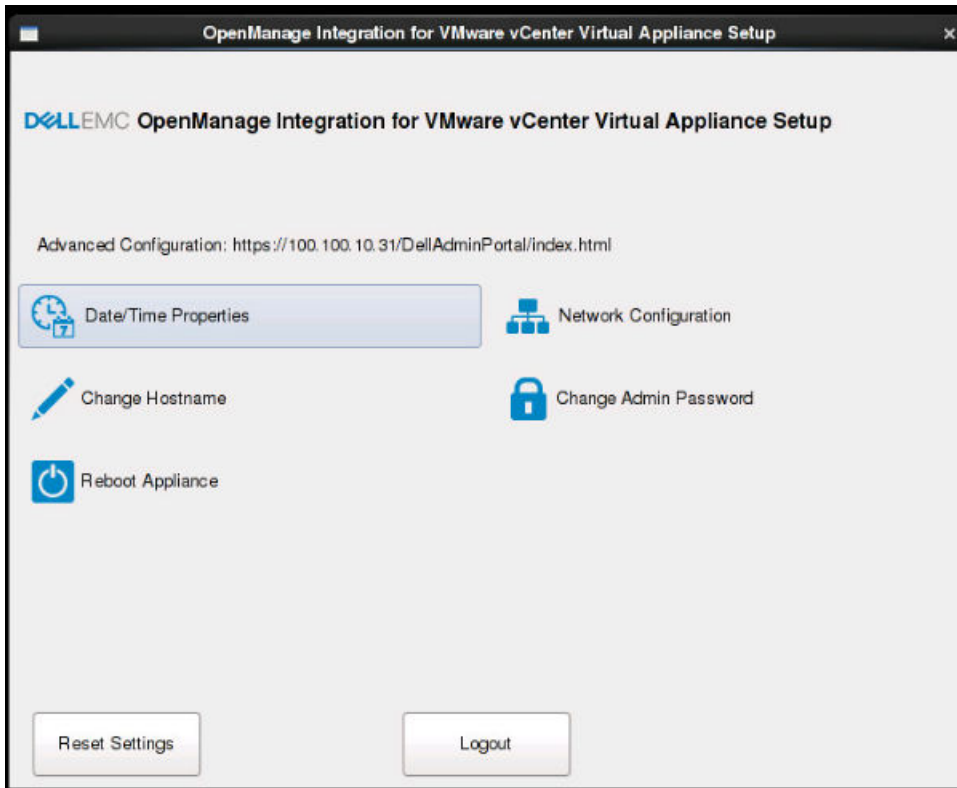 OpenManage Integration for VMware vCenter Virtual Appliance Setup
DELLEMC OpenManage Integration for VMware vCenter Virtual Appliance Setup
Advanced Configuration: https://100.100.10.31/DellAdminPortal/index.html
Date/Time Properties
Network Configuration
Change Hostname
Change Admin Password
Reboot Appliance
Reset Settings
Logout